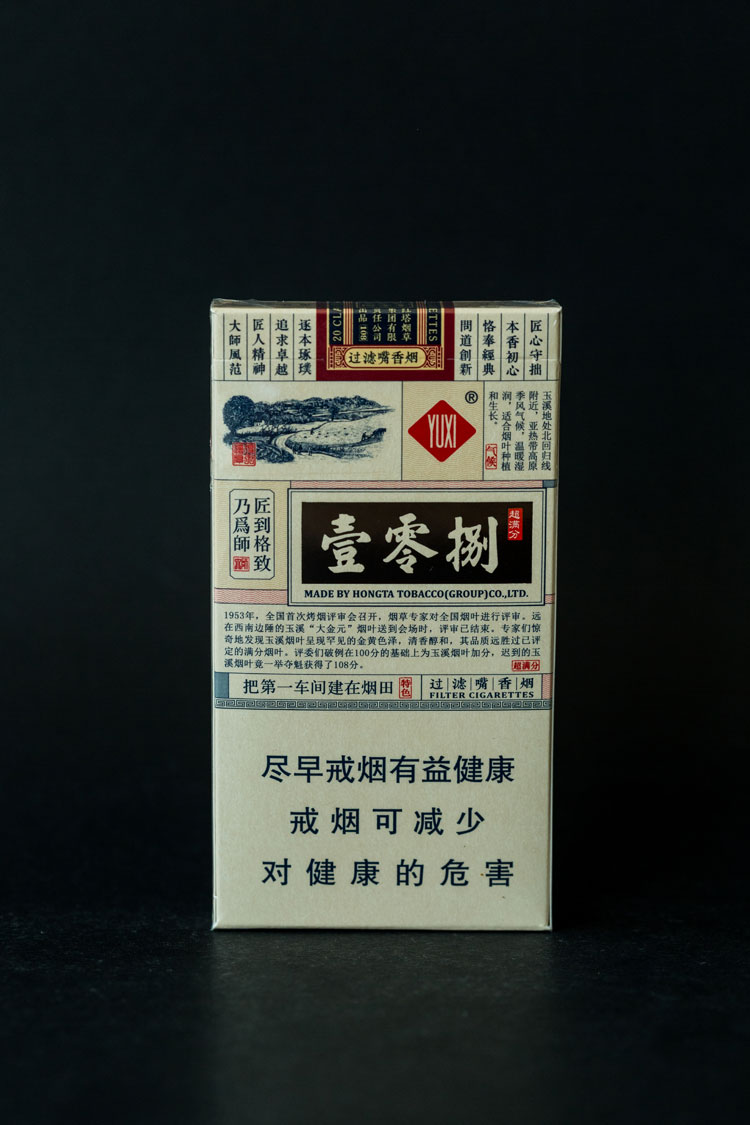 匠心守拙
本香初心
恪奉經典
問道創新
集团有限
责任公司
逐本琢璞
追求卓越
匠人精神
大師風范
过滤嘴香烟
YUXI
®
玉溪地处北回归线
附近，亚热带高原
季风气候，温暖湿
润，适合烟叶种植
和生长。
气候
匠到格致
乃爲師
壹零捌
超满分
MADE BY HONGTA TOBACCO(GROUP)CO.,LTD.
1953年，全国首次烤烟评审会召开，烟草专家对全国烟叶进行评审。远
在西南边陲的玉溪“大金元”烟叶送到会场时，评审已结束。专家们惊
奇地发现玉溪烟叶呈现罕见的金黄色泽，清香醇和，其品质远胜过已评
定的满分烟叶。评委们破例在100分的基础上为玉溪烟叶加分，迟到的玉
溪烟叶竟一举夺魁获得了108分。
超满分
把第一车间建在烟田
特色
过滤嘴香烟
FILTER CIGARETTES
尽早戒烟有益健康
戒烟可减少
对健康的危害